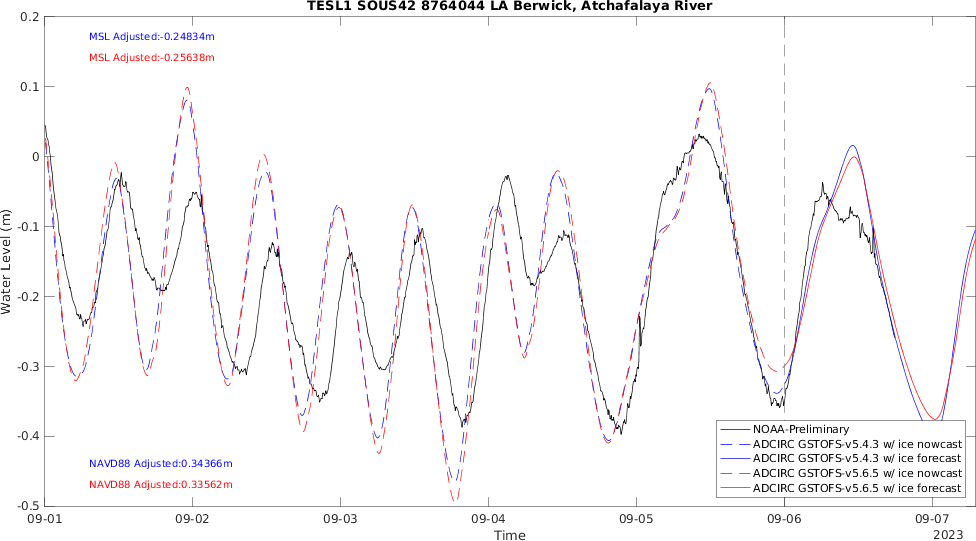 TESL1 SOUS42 8764044 LA Berwick, Atchafalaya River
0.2
MSL Adjusted:-0.24834m
MSL Adjusted:-0.25638m
0.1
0
-0.1
Water Level (m)
-0.2
-0.3
-0.4
NOAA-Preliminary
ADCIRC GSTOFS-v5.4.3 w/ ice nowcast
ADCIRC GSTOFS-v5.4.3 w/ ice forecast
ADCIRC GSTOFS-v5.6.5 w/ ice nowcast
ADCIRC GSTOFS-v5.6.5 w/ ice forecast
NAVD88 Adjusted:0.34366m
NAVD88 Adjusted:0.33562m
-0.5
09-01 09-02 09-03 09-04 09-05 09-06 09-07
Time
2023